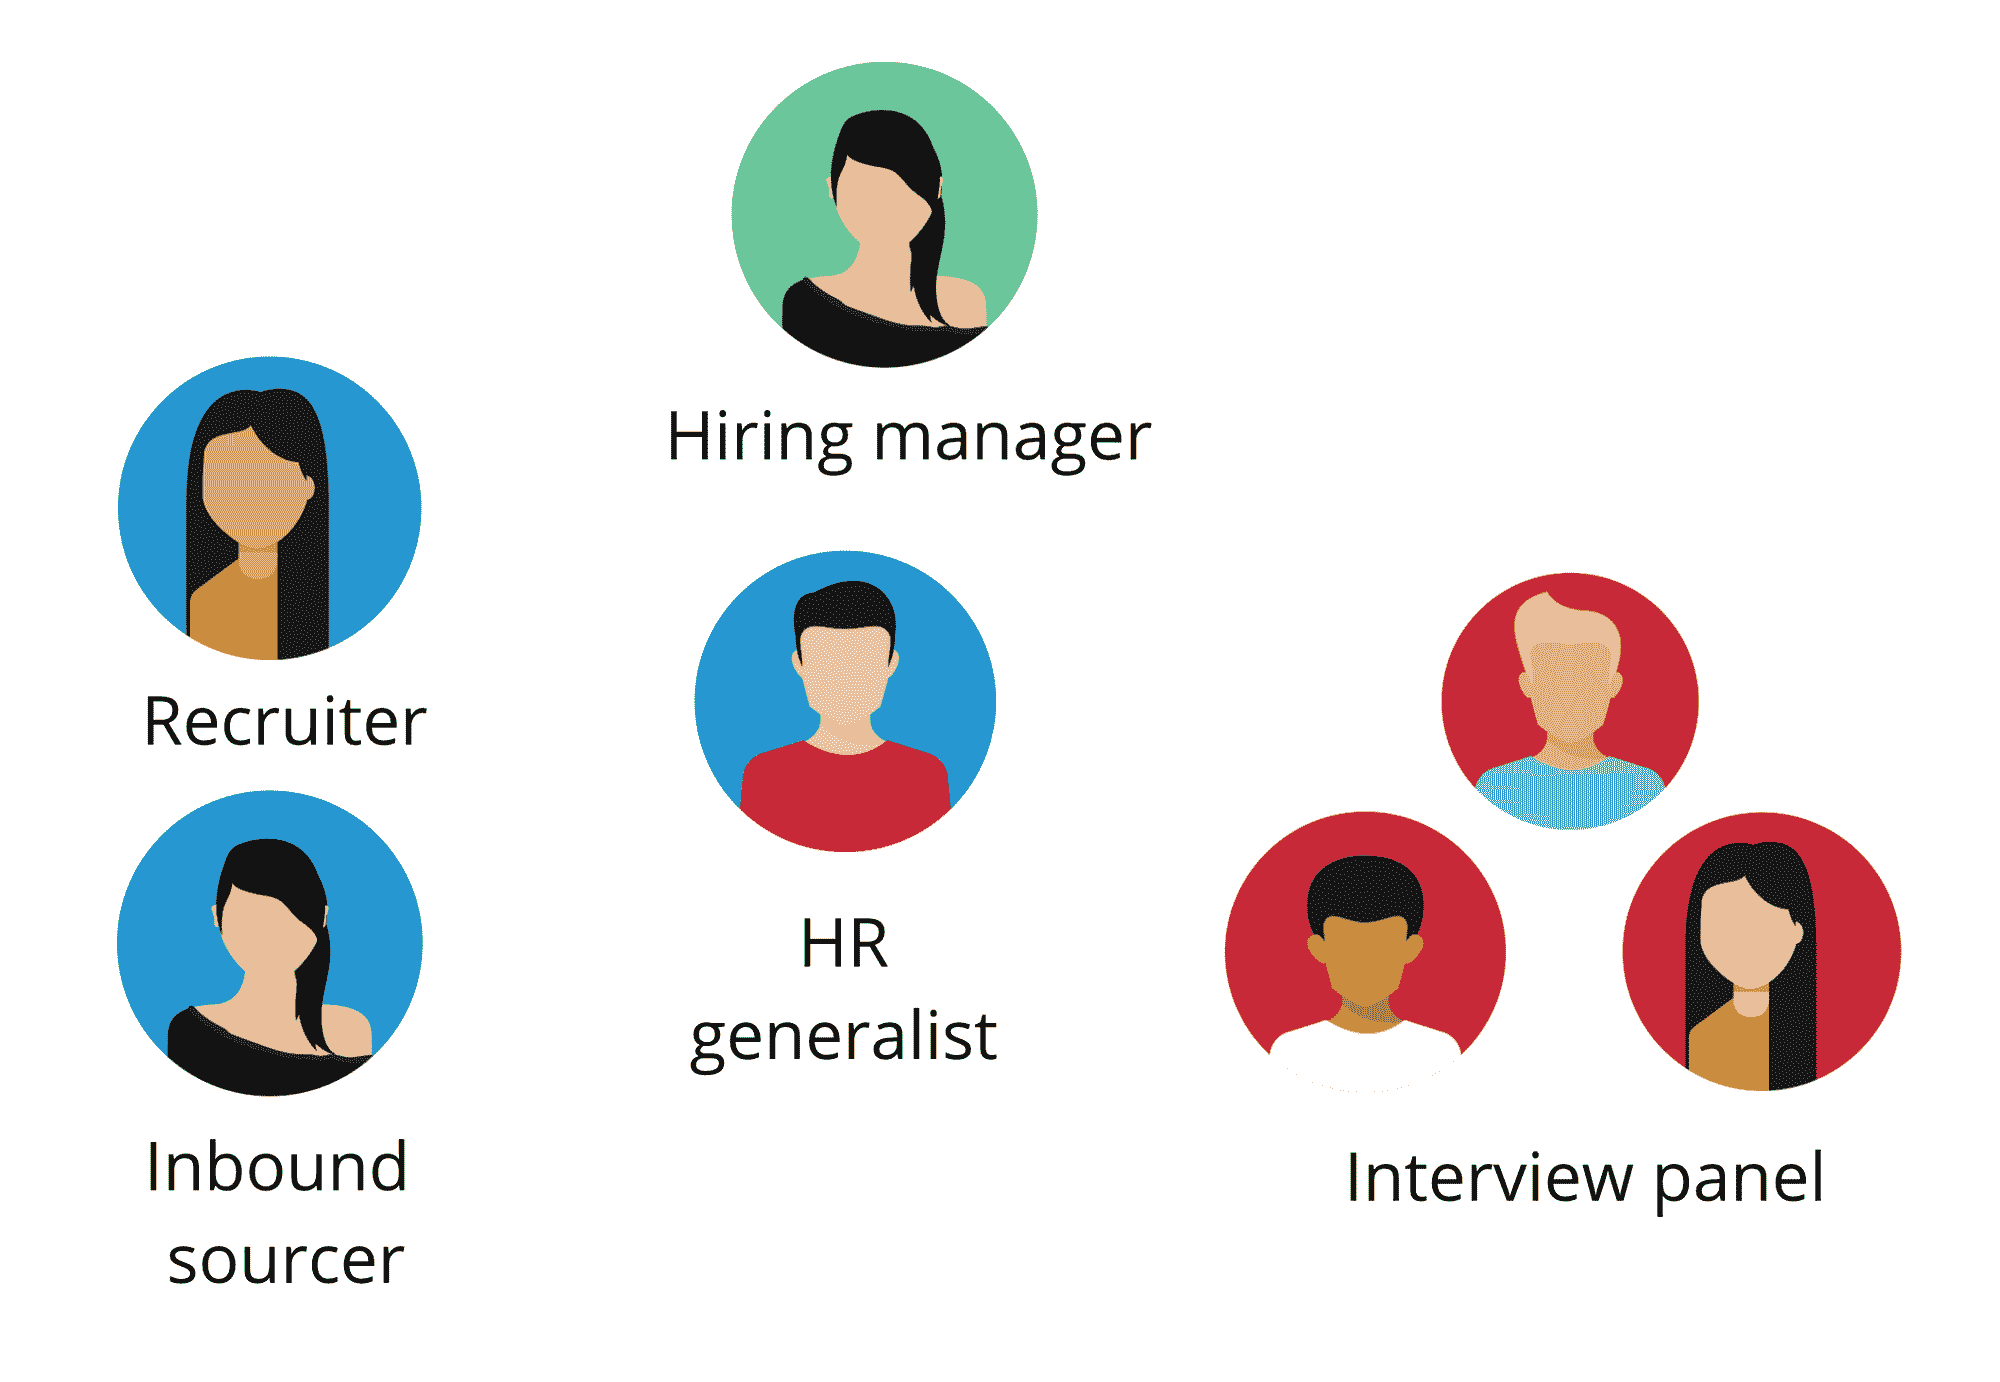 Hiring manager
Recruiter
HR
generalist
Inbound
sourcer
Interview panel